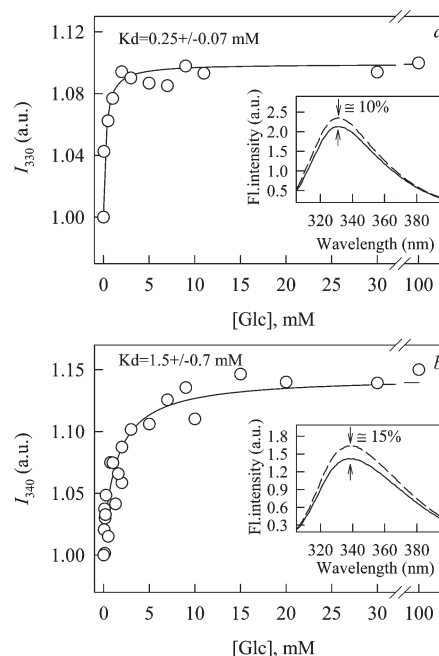 a
Kd=0.25+/-0.07 mM
1.12
1.08
1.04
1.00
I330 (a.u.)
0 5 10 15 20 25 30 100
[Glc], mM
≅ 10%
2.5
2.0
1.5
1.0
0.5
Fl.intensity (a.u.)
320 340 360 380
Wavelength (nm)
b
Kd=1.5+/-0.7 mM
1.15
1.10
1.05
1.00
I340 (a.u.)
0 5 10 15 20 25 30 100
[Glc], mM
≅ 15%
1.8
1.5
1.2
0.9
0.6
0.3
Fl.intensity (a.u.)
320 340 360 380
Wavelength (nm)